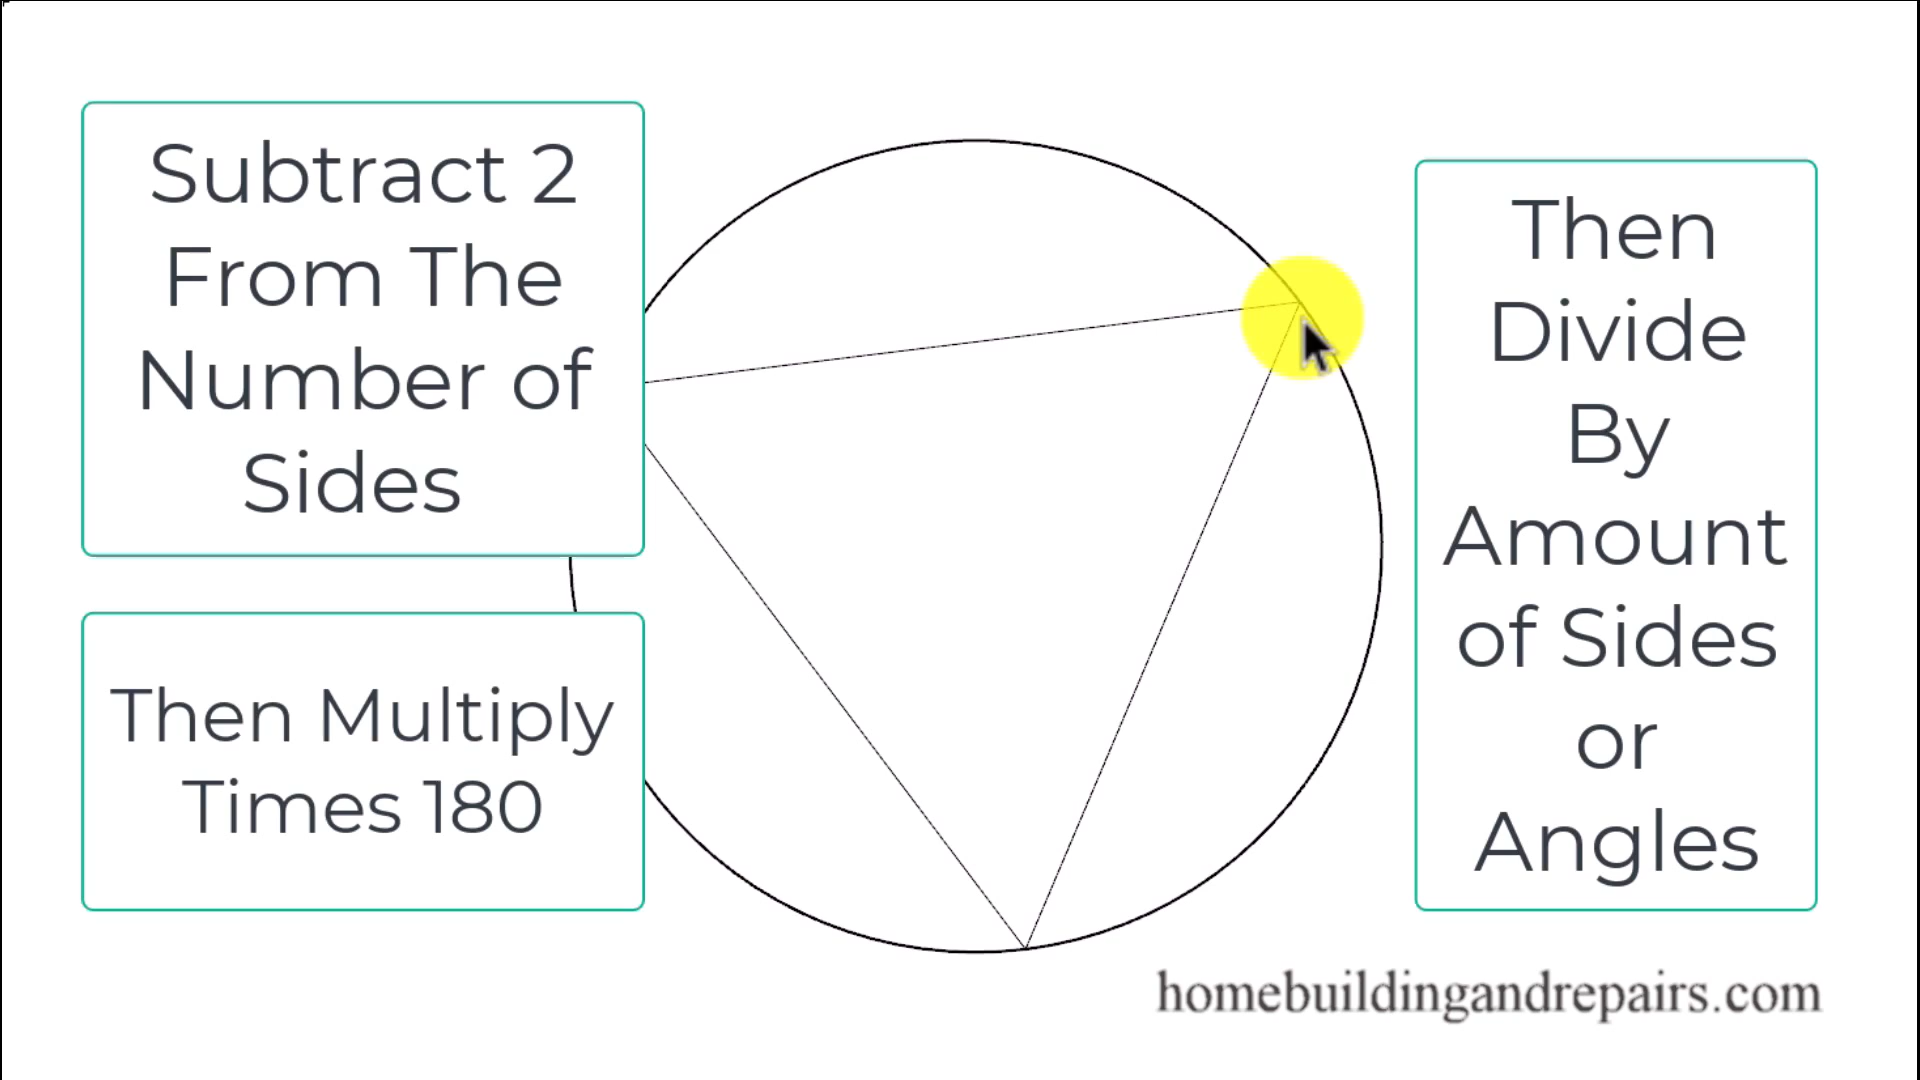 Subtract 2
From The
Number of
Sides
Then Multiply
Times 180
Then
Divide
By
Amount
of Sides
or
Angles
homebuildingandrepairs.com